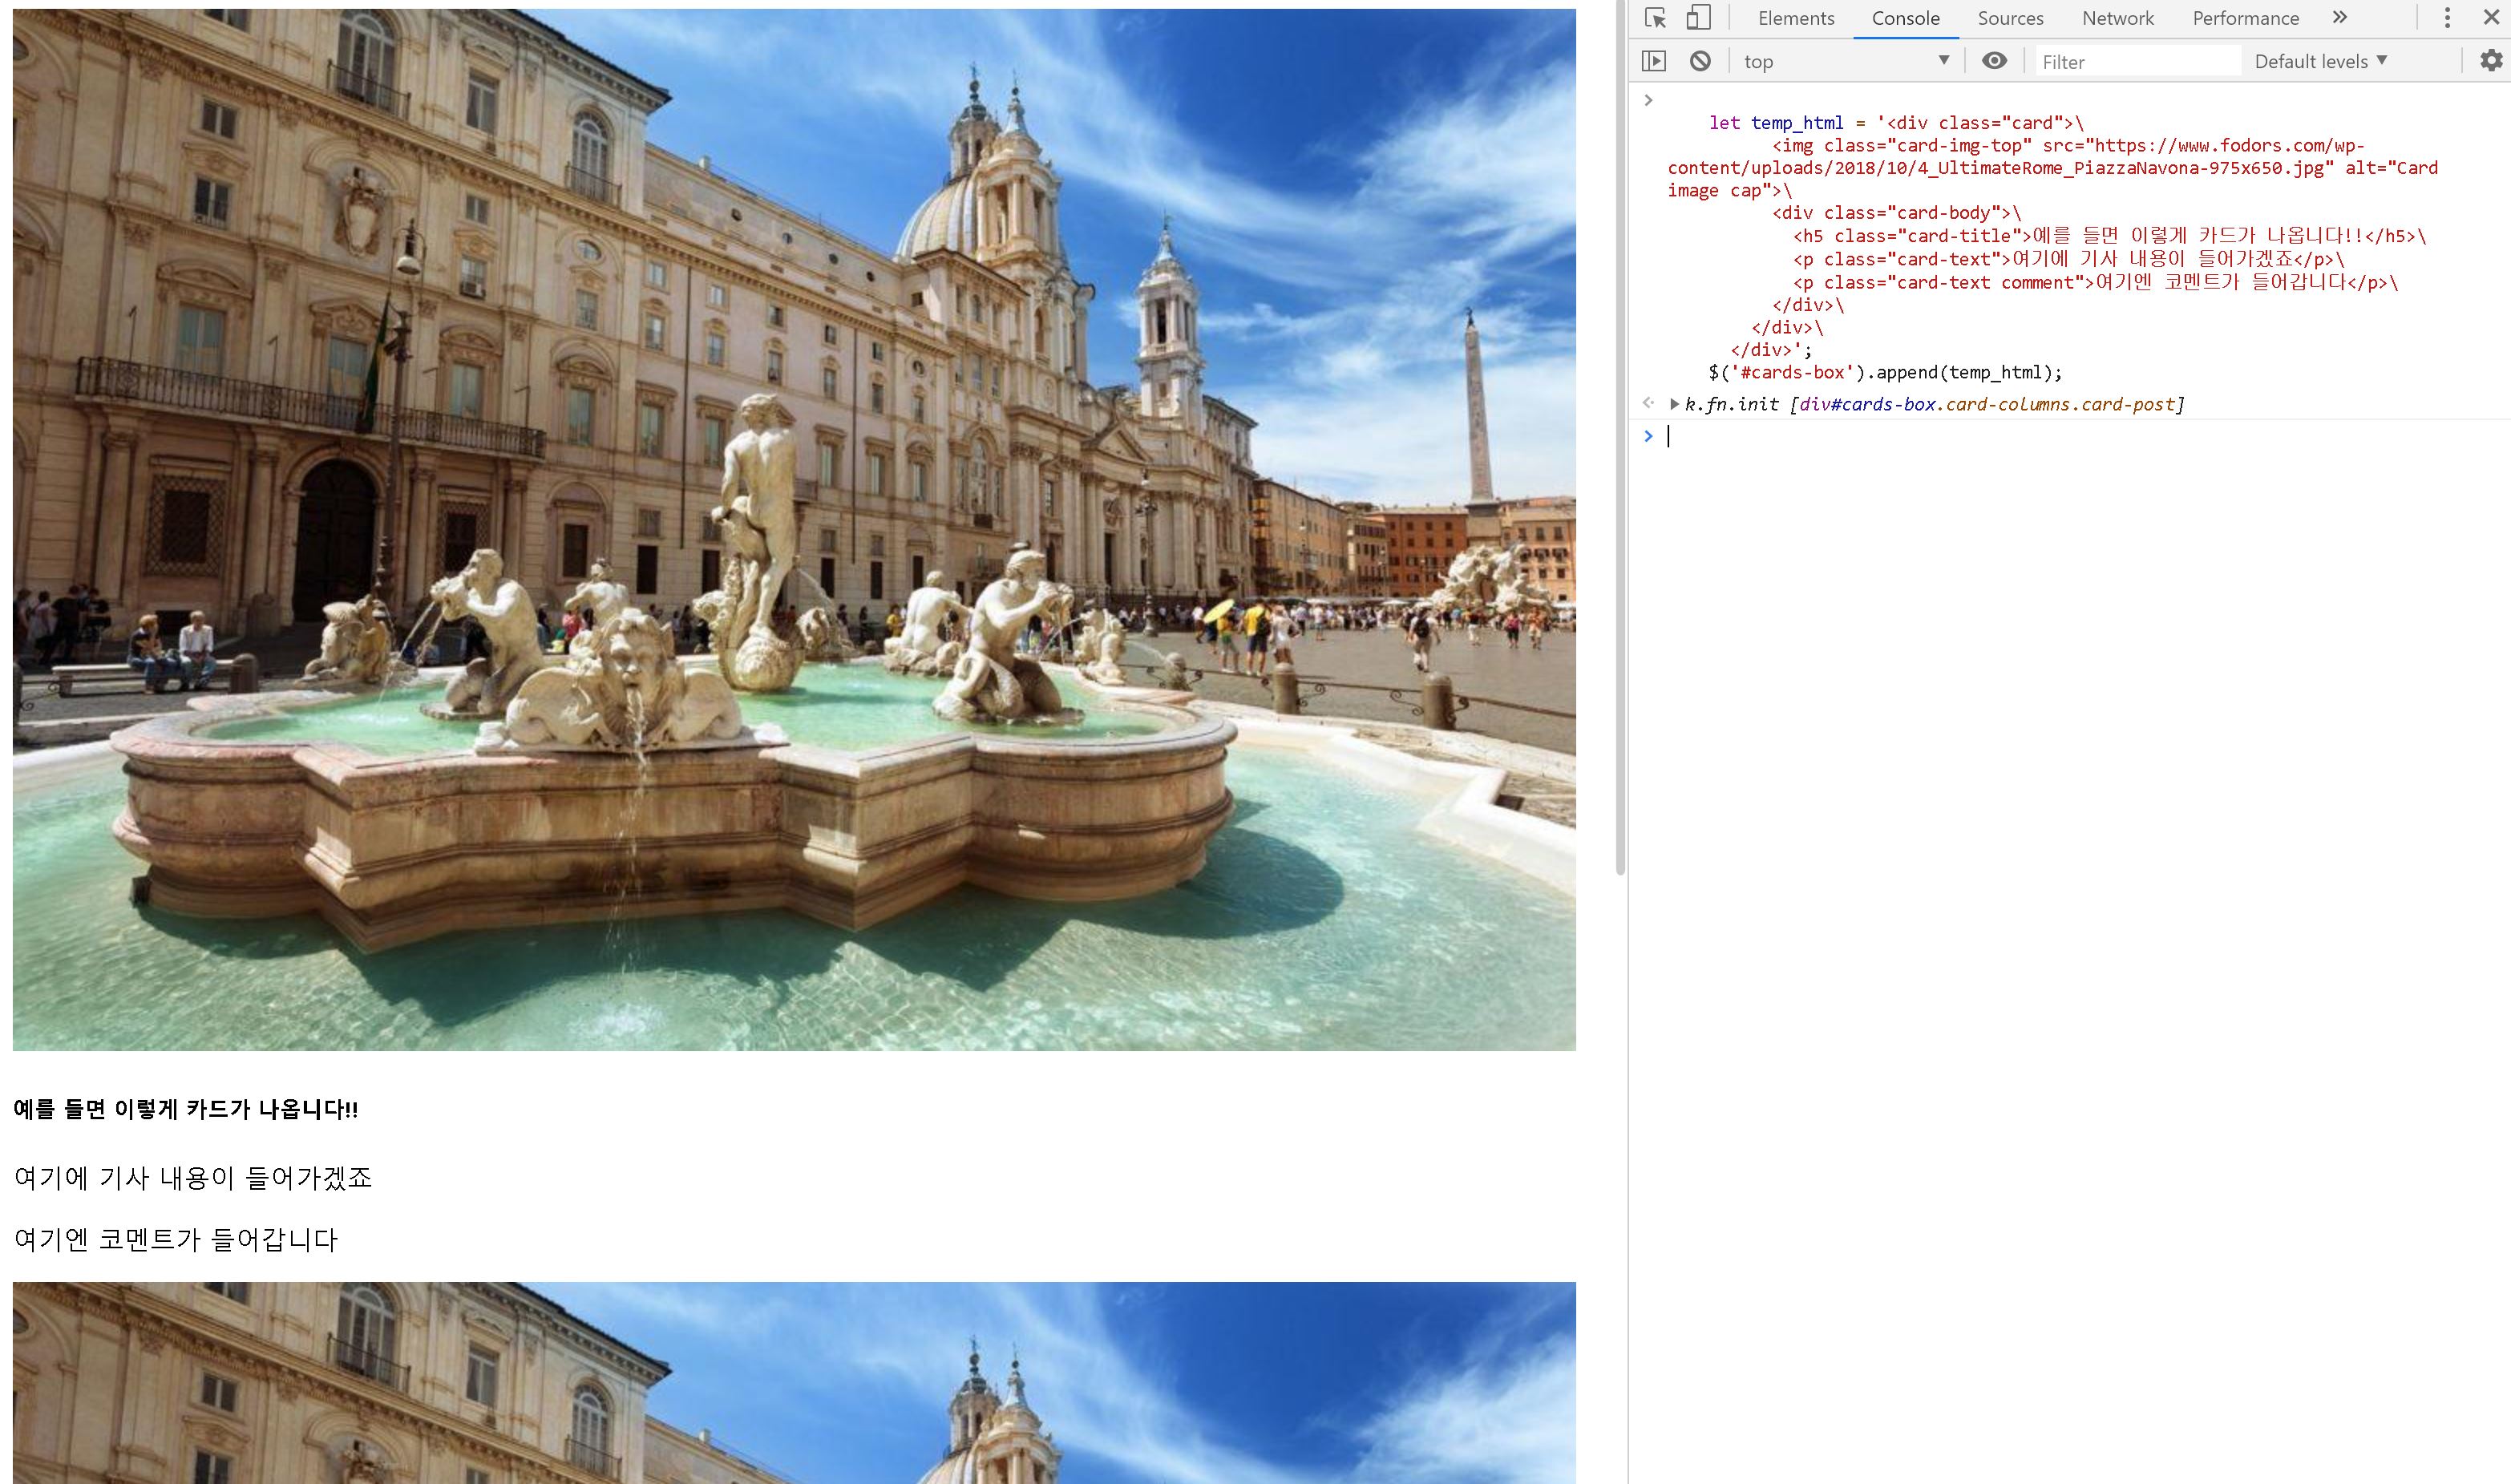 예를 들면 이렇게 카드가 나옵니다!!
여기에 기사 내용이 들어가겠죠
여기엔 코멘트가 들어갑니다
Elements Console Sources Network Performance »
top Filter Default levels
let temp_html = '<div class="card">\
<img class="card-img-top" src="https://www.fodors.com/wp-
content/uploads/2018/10/4_UltimateRome_PiazzaNavona-975x650.jpg" alt="Card
image cap">\
<div class="card-body">\
<h5 class="card-title">예를 들면 이렇게 카드가 나옵니다!!</h5>\
<p class="card-text">여기에 기사 내용이 들어가겠죠</p>\
<p class="card-text comment">여기엔 코멘트가 들어갑니다</p>\
</div>\
</div>\
</div>';
$('#cards-box').append(temp_html);
k.fn.init [div#cards-box.card-columns.card-post]